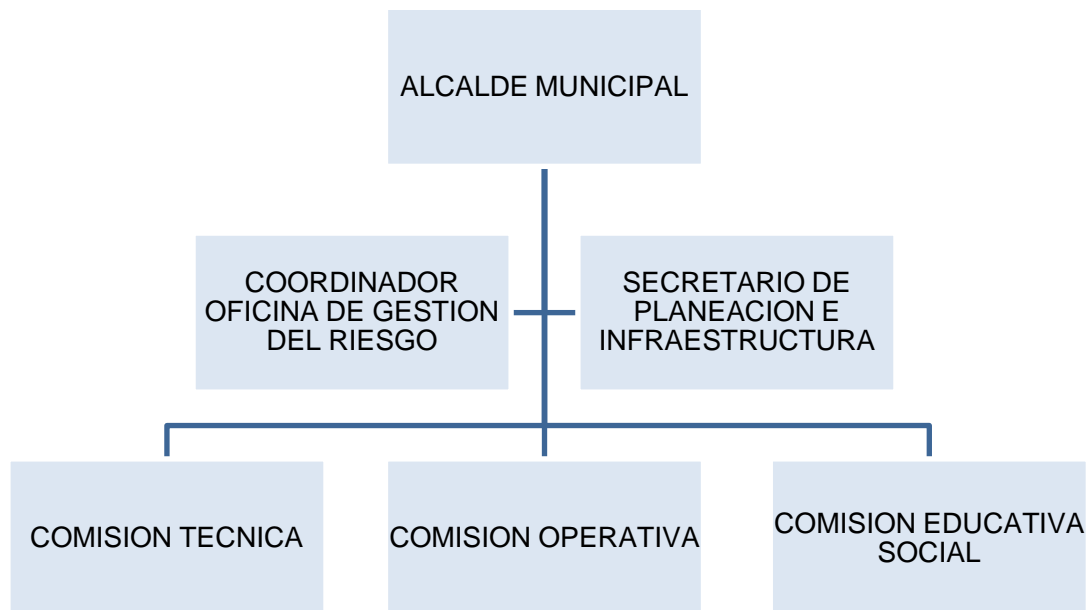 ALCALDE MUNICIPAL
COORDINADOR
OFICINA DE GESTION
DEL RIESGO
SECRETARIO DE
PLANEACION E
INFRAESTRUCTURA
COMISION TECNICA
COMISION OPERATIVA
COMISION EDUCATIVA
SOCIAL